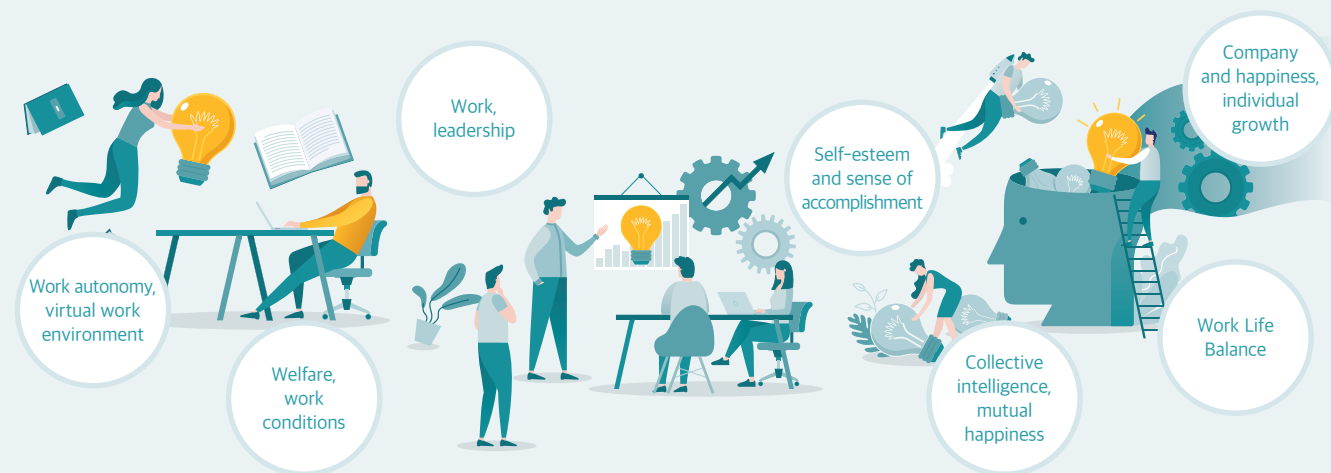 Work autonomy,
virtual work
environment
Welfare,
work
conditions
Work,
leadership
Self-esteem
and sense of
accomplishment
Collective
intelligence,
mutual
happiness
Company
and happiness,
individual
growth
Work Life
Balance